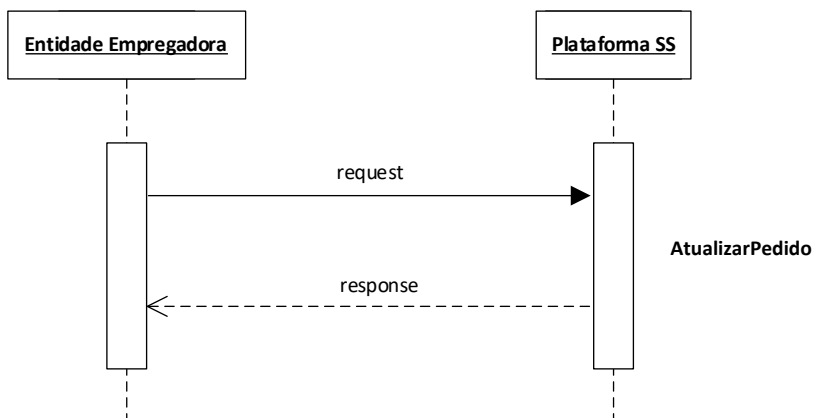 Entidade Empregadora
Plataforma SS
request
AtualizarPedido
response